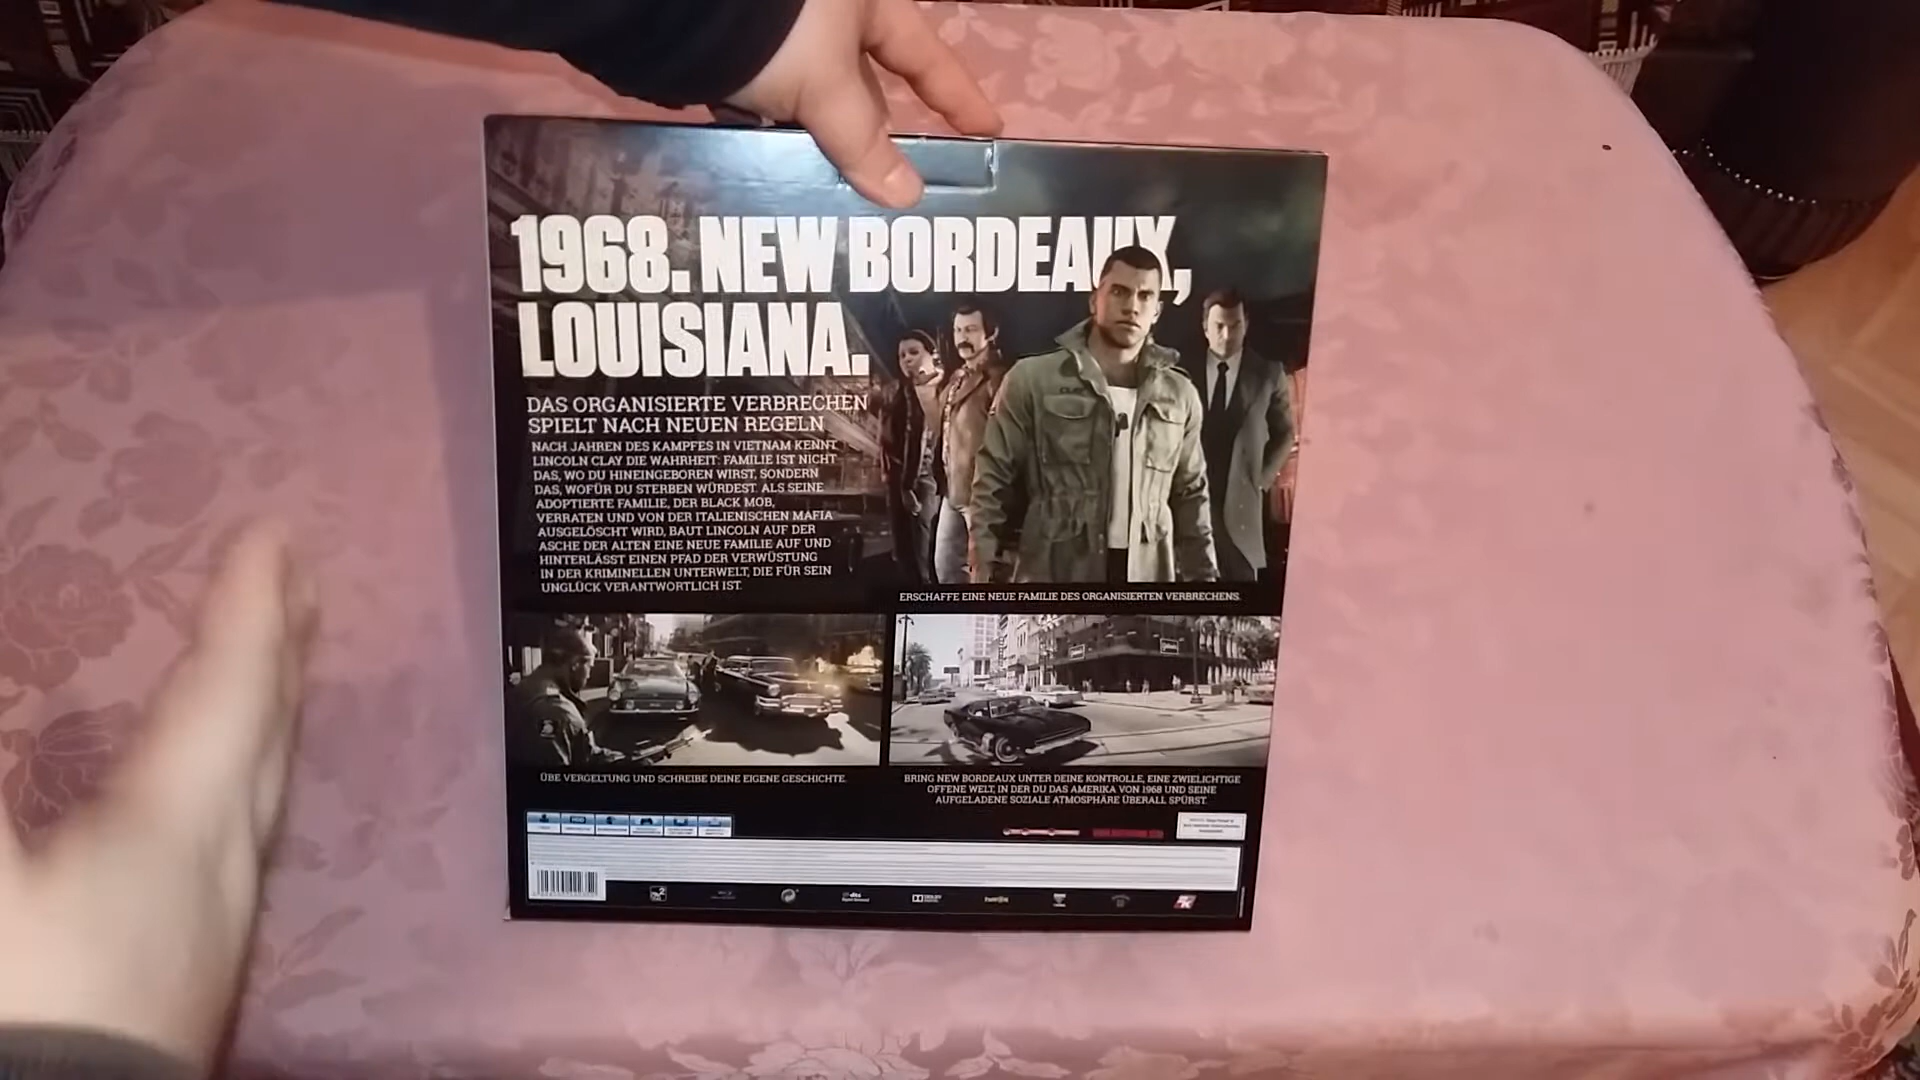 1968. NEW BORDEAUX,
LOUISIANA.
DAS ORGANISIERTE VERBRECHEN
SPIELT NACH NEUEN REGELN
NACH JAHREN DES KAMPFES IN VIETNAM KENNT
LINCOLN CLAY DIE WAHRHEIT: FAMILIE IST NICHT
DAS, WO DU HINEINGEBOREN WIRST, SONDERN
DAS, WOFÜR DU STERBEN WÜRDEST. ALS SEINE
ADOPTIERTE FAMILIE, DER BLACK MOB,
VERRATEN UND VON DER ITALIENISCHEN MAFIA
AUSGELÖSCHT WIRD, BAUT LINCOLN AUF DER
ASCHE DER ALTEN EINE NEUE FAMILIE AUF UND
HINTERLÄSST EINEN PFAD DER VERWÜSTUNG
IN DER KRIMINELLEN UNTERWELT, DIE FÜR SEIN
UNGLÜCK VERANTWORTLICH IST.
ERSCHAFFE EINE NEUE FAMILIE DES ORGANISIERTEN VERBRECHENS.
ÜBE VERGELTUNG UND SCHREIBE DEINE EIGENE GESCHICHTE.
BRING NEW BORDEAUX UNTER DEINE KONTROLLE, EINE ZWIELICHTIGE
OFFENE WELT, IN DER DU DAS AMERIKA VON 1968 UND SEINE
AUFGELADENE SOZIALE ATMOSPHÄRE ÜBERALL SPÜRST.
dts
2K